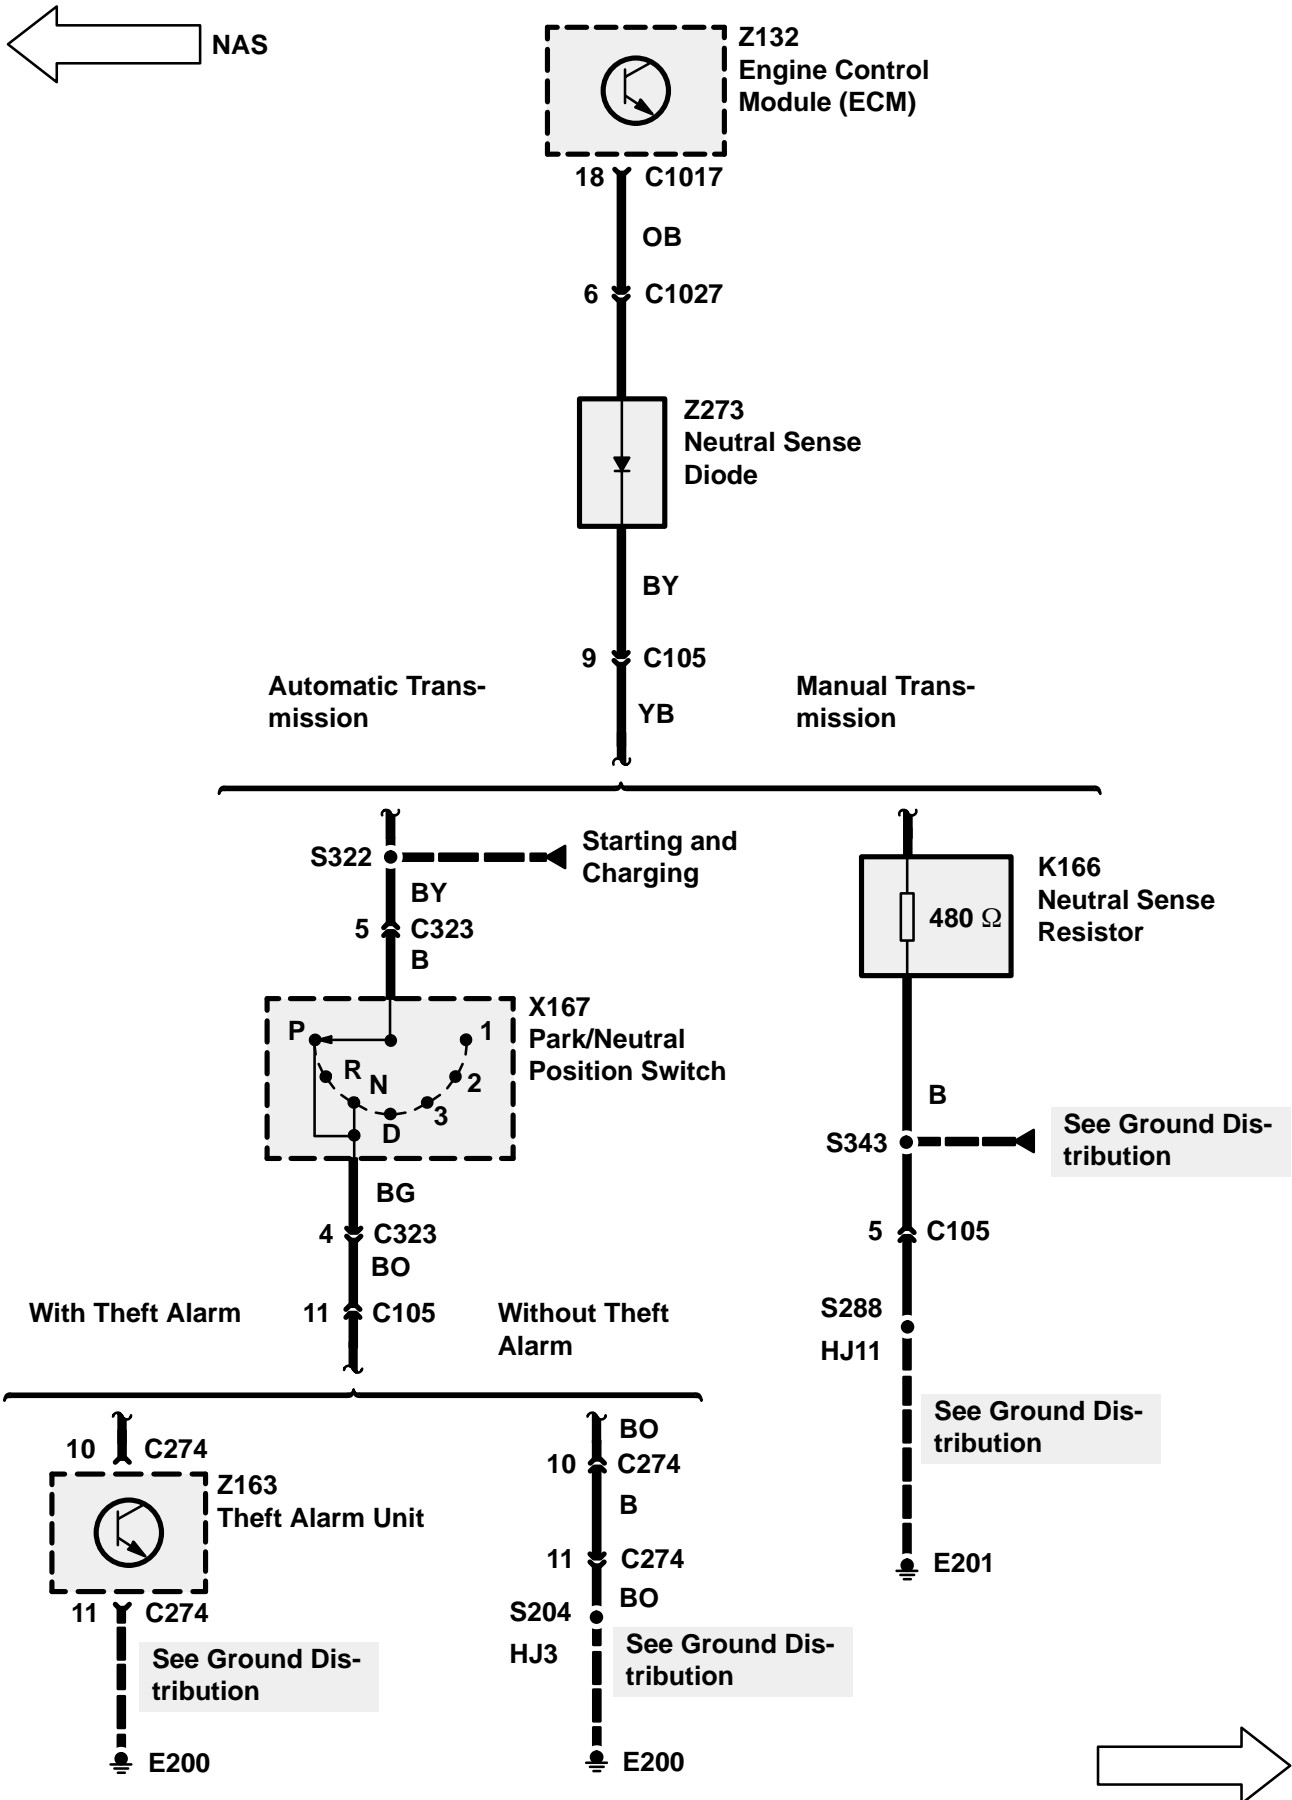 NAS
Z132
Engine Control
Module (ECM)
18 C1017
OB
6 C1027
Z273
Neutral Sense
Diode
BY
9 C105
YB
Automatic Trans-
mission
Manual Trans-
mission
S322
Starting and
Charging
BY
5 C323
B
X167
Park/Neutral
Position Switch
P
R
N
D
3
2
1
BG
4 C323
BO
11 C105
With Theft Alarm
Without Theft
Alarm
10 C274
Z163
Theft Alarm Unit
11 C274
See Ground Dis-
tribution
E200
BO
10 C274
B
11 C274
BO
S204
HJ3
See Ground Dis-
tribution
E200
K166
Neutral Sense
Resistor
480 Ω
B
S343
See Ground Dis-
tribution
5 C105
S288
HJ11
See Ground Dis-
tribution
E201